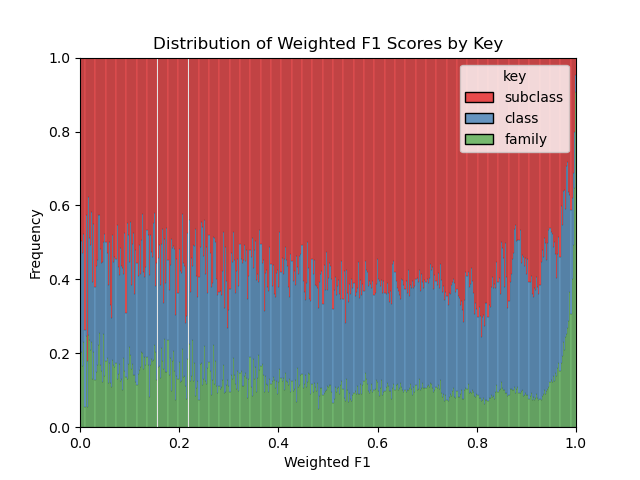 Distribution of Weighted F1 Scores by Key
1.0
0.8
0.6
0.4
0.2
0.0
Frequency
key
subclass
class
family
0.0 0.2 0.4 0.6 0.8 1.0
Weighted F1